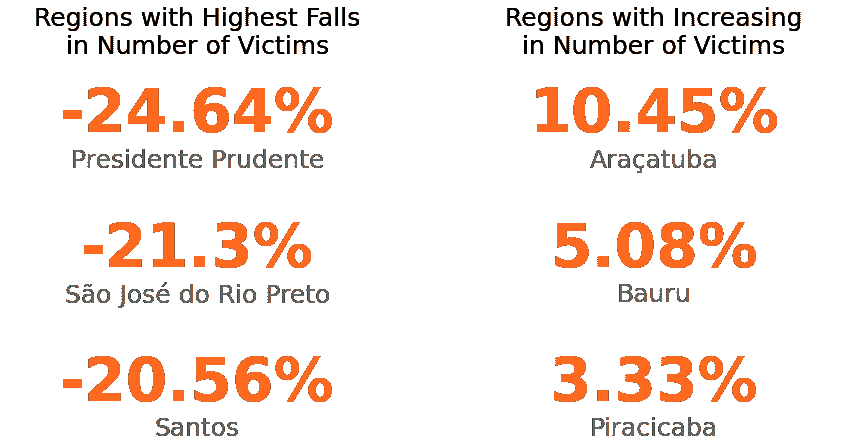 Regions with Highest Falls
in Number of Victims
-24.64%
Presidente Prudente
-21.3%
São José do Rio Preto
-20.56%
Santos
Regions with Increasing
in Number of Victims
10.45%
Araçatuba
5.08%
Bauru
3.33%
Piracicaba